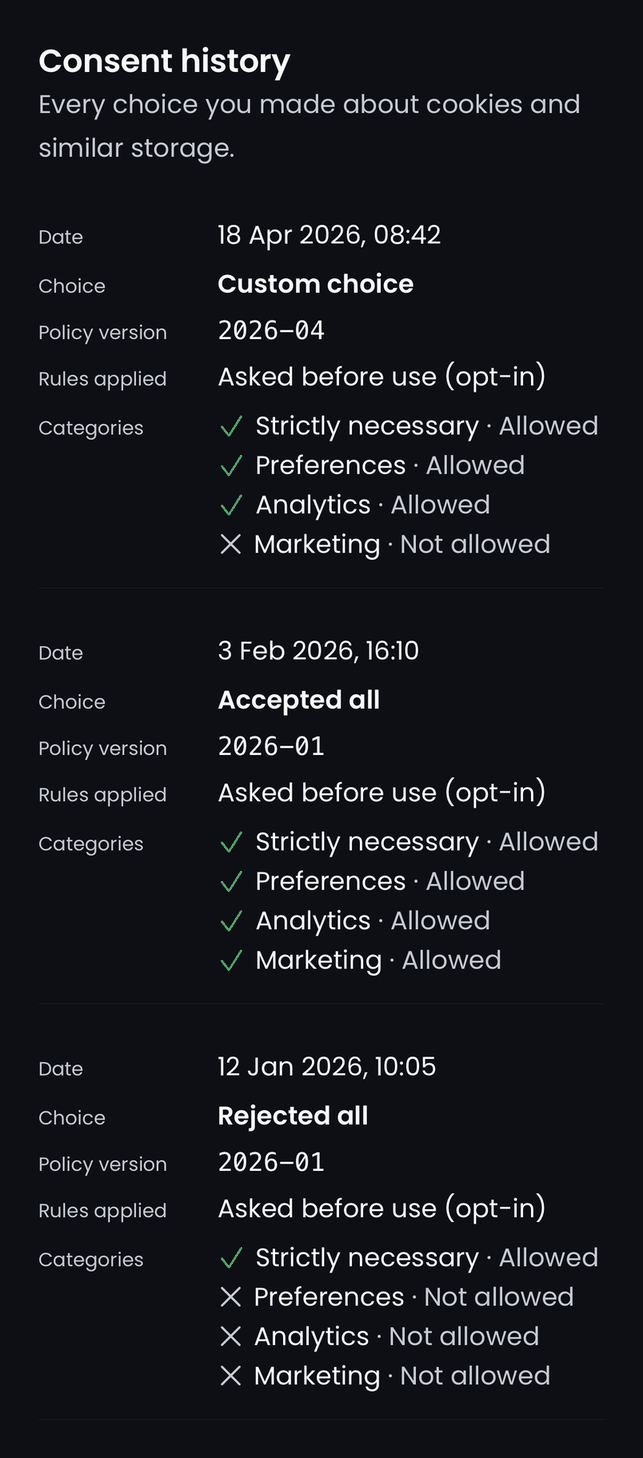 Consent history
Every choice you made about cookies and
similar storage.
Date 18 Apr 2026, 08:42
Choice Custom choice
Policy version 2026–04
Rules applied Asked before use (opt-in)
Categories ✓ Strictly necessary · Allowed
✓ Preferences · Allowed
✓ Analytics · Allowed
✕ Marketing · Not allowed
Date 3 Feb 2026, 16:10
Choice Accepted all
Policy version 2026–01
Rules applied Asked before use (opt-in)
Categories ✓ Strictly necessary · Allowed
✓ Preferences · Allowed
✓ Analytics · Allowed
✓ Marketing · Allowed
Date 12 Jan 2026, 10:05
Choice Rejected all
Policy version 2026–01
Rules applied Asked before use (opt-in)
Categories ✓ Strictly necessary · Allowed
✕ Preferences · Not allowed
✕ Analytics · Not allowed
✕ Marketing · Not allowed